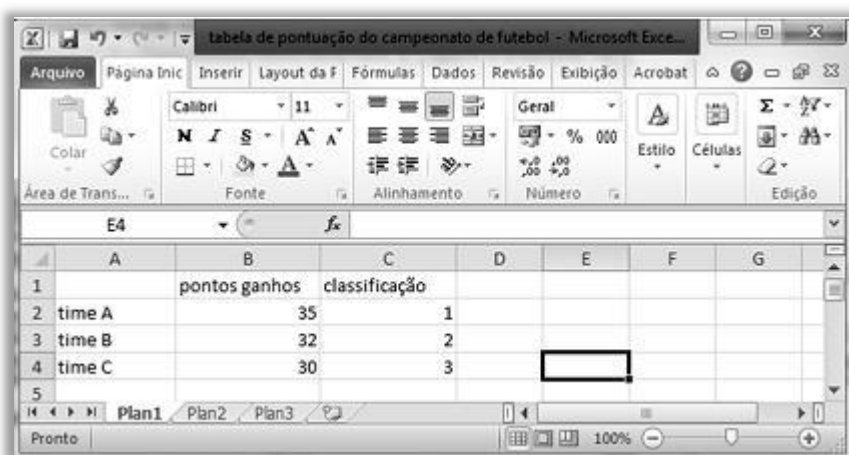 tabela de pontuação do campeonato de futebol - Microsoft Exce...
Arquivo Página Inic Inserir Layout da F Fórmulas Dados Revisão Exibição Acrobat
Colar
Calibri 11
N I S A A
A
Geral
% 000
,00 ,0
Estilo
Células
Σ
Área de Trans... Fonte Alinhamento Número Edição
E4 fx
A B C D E F G
1 pontos ganhos classificação
2 time A 35 1
3 time B 32 2
4 time C 30 3
5
Plan1 Plan2 Plan3
Pronto 100%